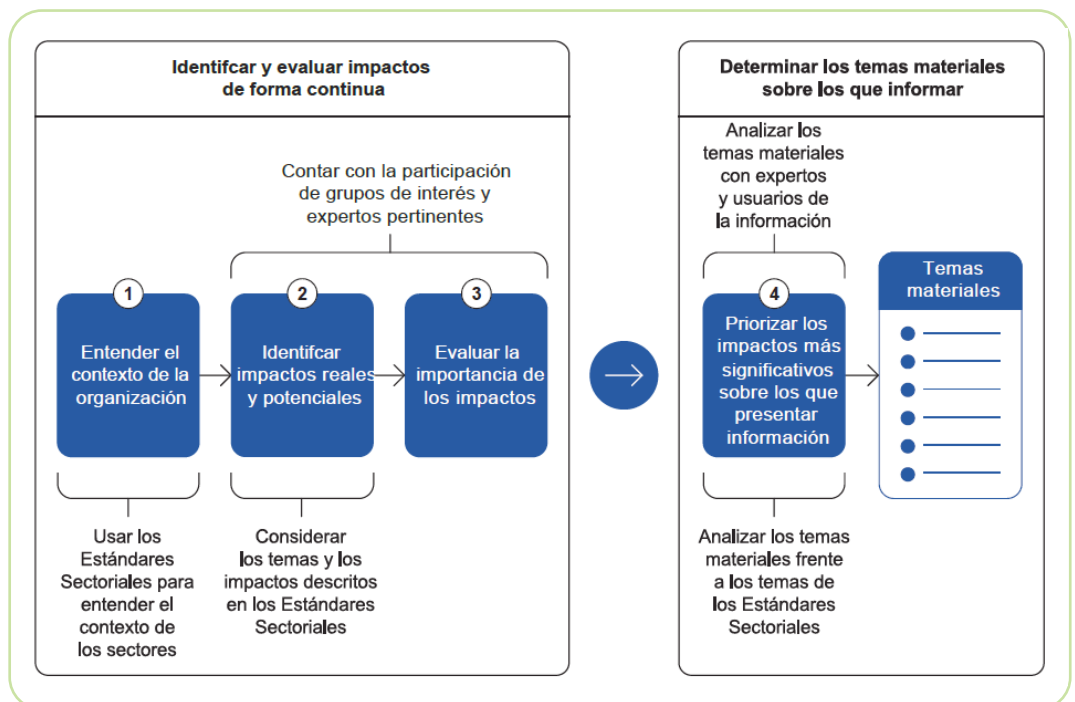 Identifcar y evaluar impactos
de forma continua
Contar con la participación
de grupos de interés y
expertos pertinentes
1
Entender el
contexto de la
organización
2
Identifcar
impactos reales
y potenciales
3
Evaluar la
importancia de
los impactos
Usar los
Estándares
Sectoriales para
entender el
contexto de
los sectores
Considerar
los temas y los
impactos descritos
en los Estándares
Sectoriales
Determinar los temas materiales
sobre los que informar
Analizar los
temas materiales
con expertos
y usuarios de
la información
4
Priorizar los
impactos más
significativos
sobre los que
presentar
información
Temas
materiales
Analizar los temas
materiales frente
a los temas de
los Estándares
Sectoriales